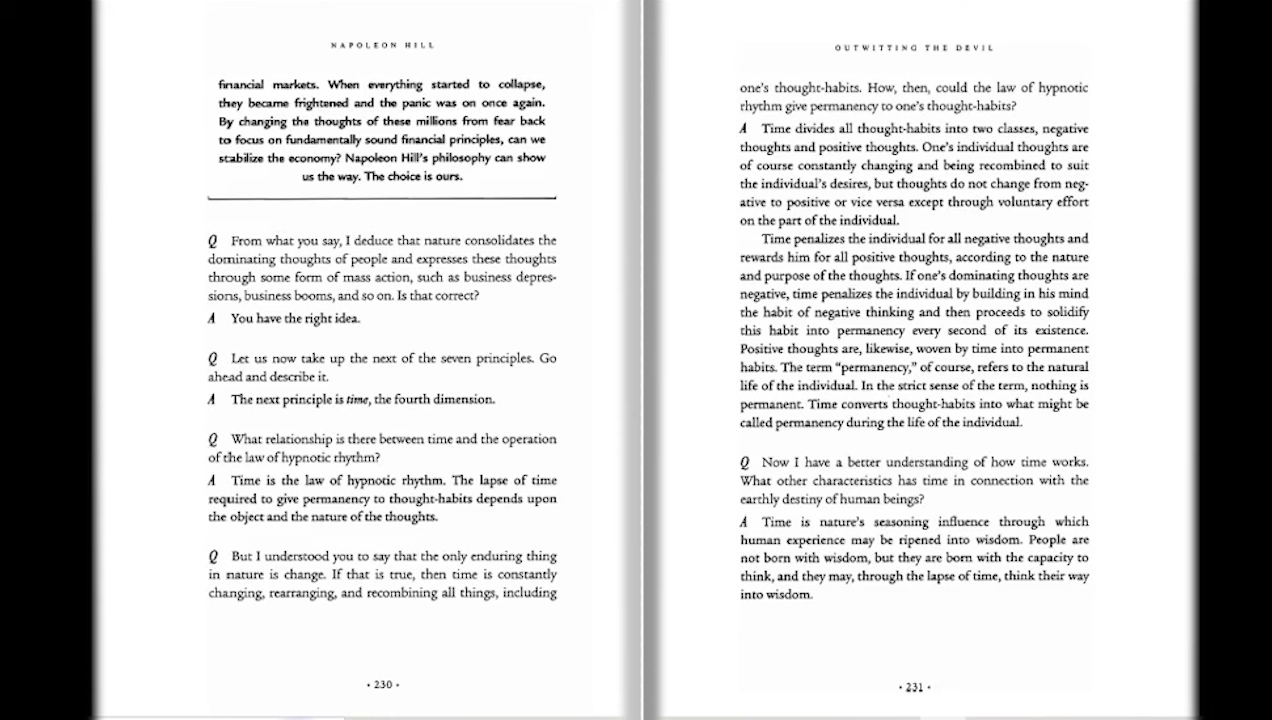 NAPOLEON HILL
financial markets. When everything started to collapse,
they became frightened and the panic was on once again.
By changing the thoughts of these millions from fear back
to focus on fundamentally sound financial principles, can we
stabilize the economy? Napoleon Hill's philosophy can show
us the way. The choice is ours.
Q From what you say, I deduce that nature consolidates the
dominating thoughts of people and expresses these thoughts
through some form of mass action, such as business depres-
sions, business booms, and so on. Is that correct?
A You have the right idea.
Q Let us now take up the next of the seven principles. Go
ahead and describe it.
A The next principle is time, the fourth dimension.
Q What relationship is there between time and the operation
of the law of hypnotic rhythm?
A Time is the law of hypnotic rhythm. The lapse of time
required to give permanency to thought-habits depends upon
the object and the nature of the thoughts.
Q But I understood you to say that the only enduring thing
in nature is change. If that is true, then time is constantly
changing, rearranging, and recombining all things, including
· 230 ·
OUTWITTING THE DEVIL
one's thought-habits. How, then, could the law of hypnotic
rhythm give permanency to one's thought-habits?
A Time divides all thought-habits into two classes, negative
thoughts and positive thoughts. One's individual thoughts are
of course constantly changing and being recombined to suit
the individual's desires, but thoughts do not change from neg-
ative to positive or vice versa except through voluntary effort
on the part of the individual.
Time penalizes the individual for all negative thoughts and
rewards him for all positive thoughts, according to the nature
and purpose of the thoughts. If one's dominating thoughts are
negative, time penalizes the individual by building in his mind
the habit of negative thinking and then proceeds to solidify
this habit into permanency every second of its existence.
Positive thoughts are, likewise, woven by time into permanent
habits. The term "permanency," of course, refers to the natural
life of the individual. In the strict sense of the term, nothing is
permanent. Time converts thought-habits into what might be
called permanency during the life of the individual.
Q Now I have a better understanding of how time works.
What other characteristics has time in connection with the
earthly destiny of human beings?
A Time is nature's seasoning influence through which
human experience may be ripened into wisdom. People are
not born with wisdom, but they are born with the capacity to
think, and they may, through the lapse of time, think their way
into wisdom.
· 231 ·